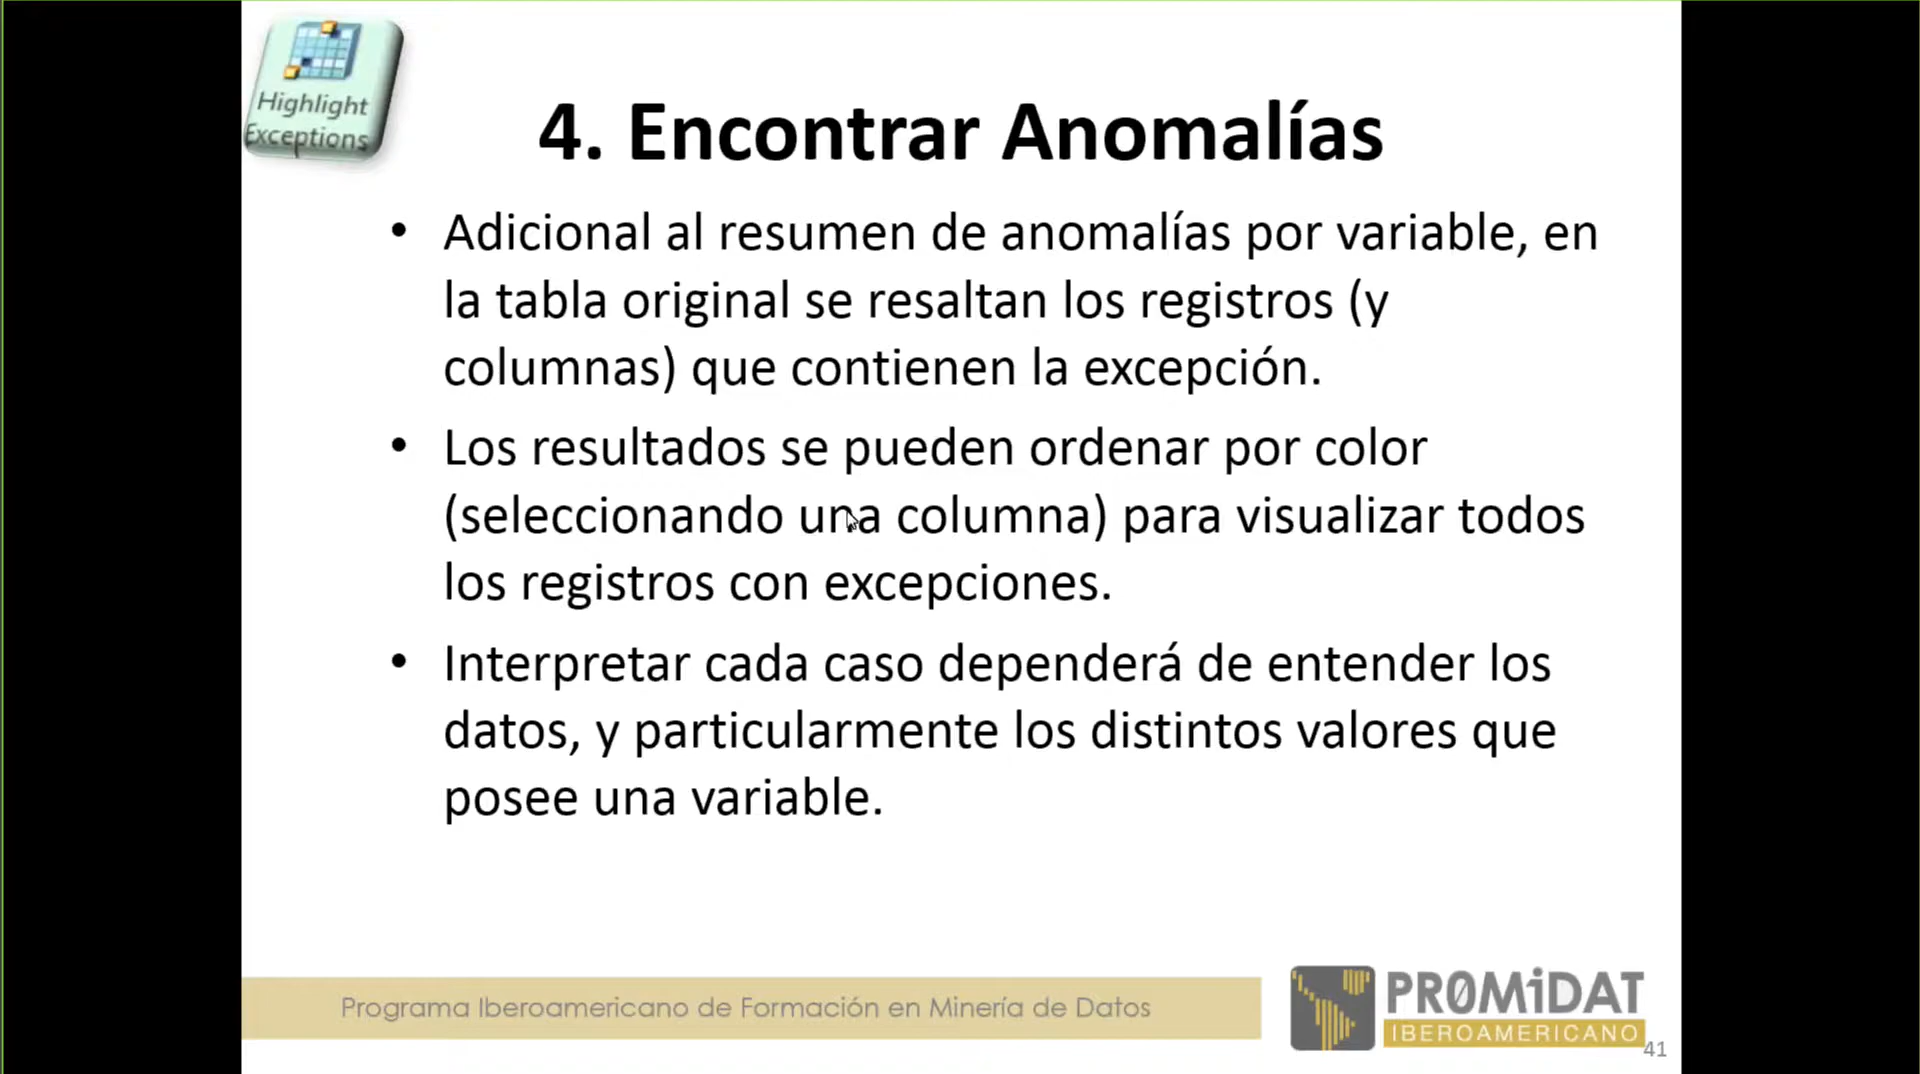 Highlight
Exceptions
4. Encontrar Anomalías
• Adicional al resumen de anomalías por variable, en
la tabla original se resaltan los registros (y
columnas) que contienen la excepción.
• Los resultados se pueden ordenar por color
(seleccionando una columna) para visualizar todos
los registros con excepciones.
• Interpretar cada caso dependerá de entender los
datos, y particularmente los distintos valores que
posee una variable.
Programa Iberoamericano de Formación en Minería de Datos
PR0MiDAT
IBEROAMERICANO
41